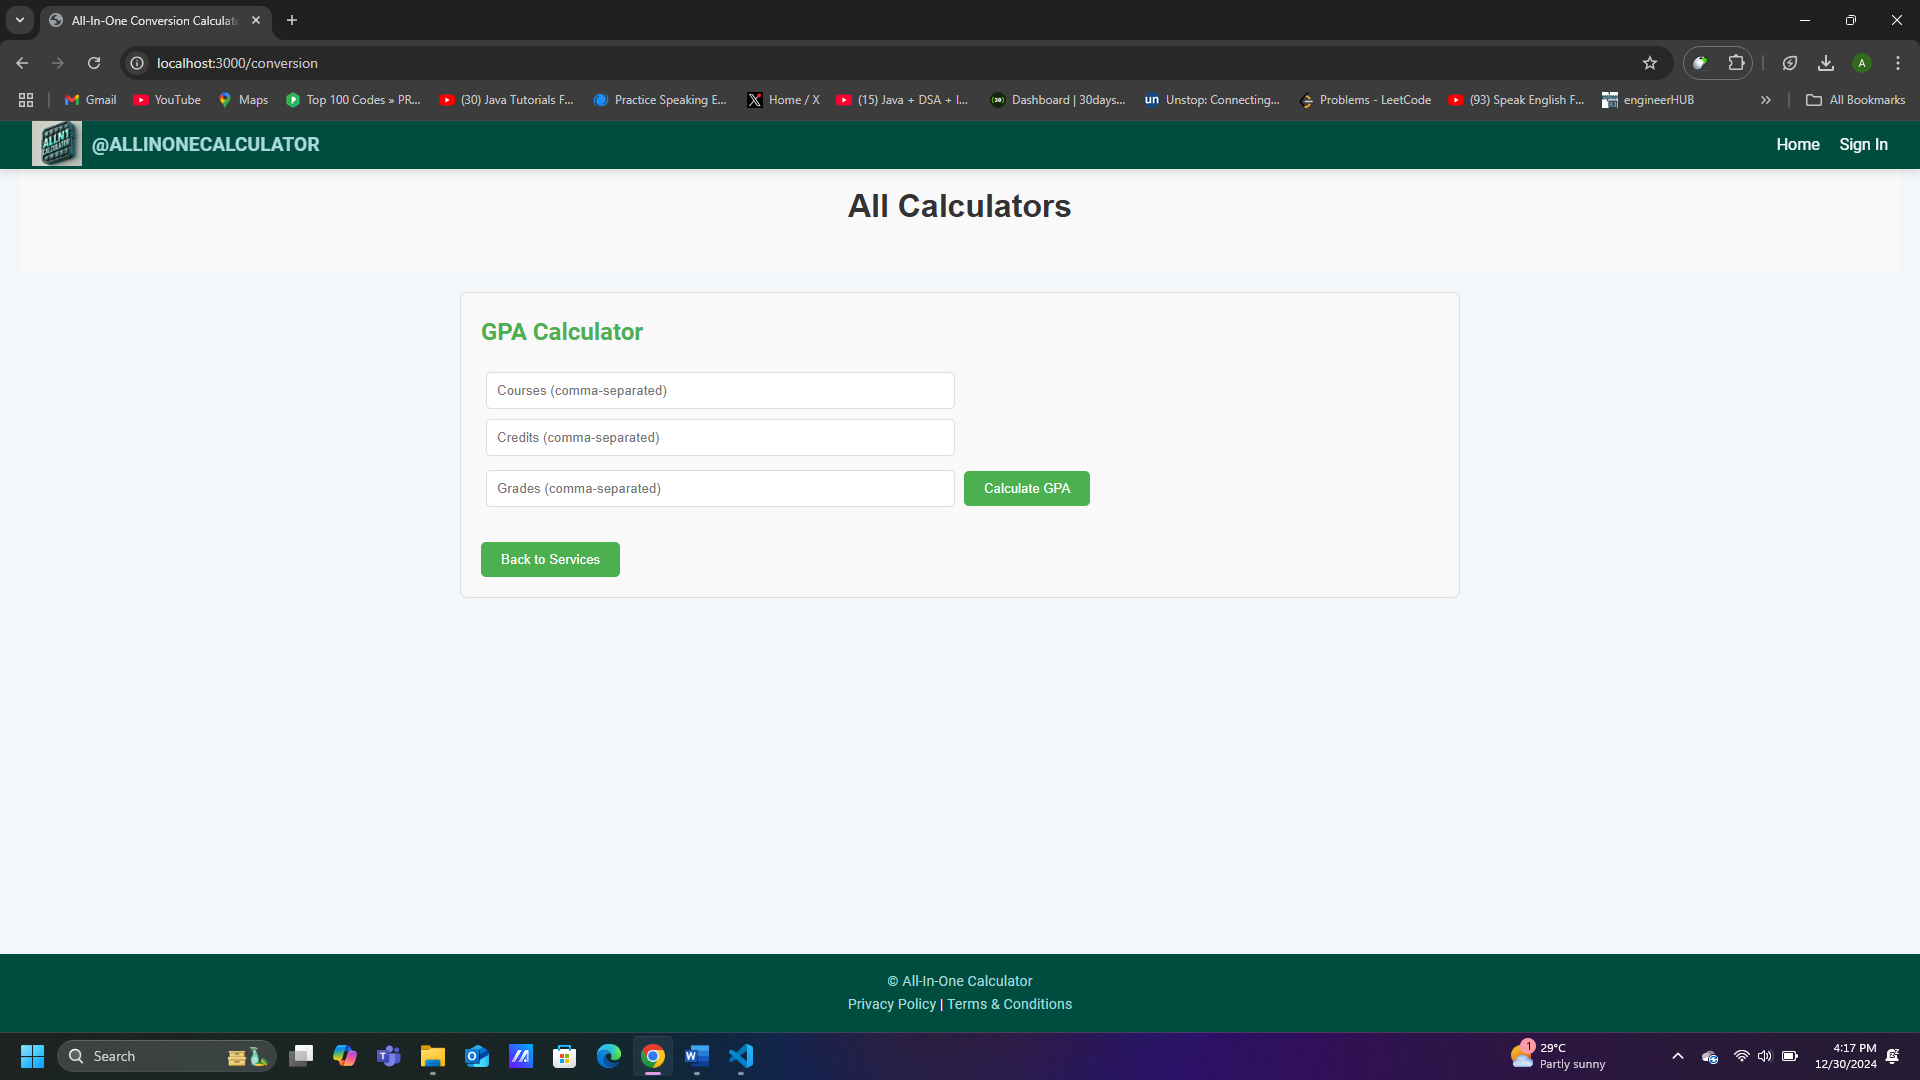 All-In-One Conversion Calculat
localhost:3000/conversion
Gmail
YouTube
Maps
Top 100 Codes » PR...
(30) Java Tutorials F...
Practice Speaking E...
Home / X
(15) Java + DSA + I...
Dashboard | 30days...
Unstop: Connecting...
Problems - LeetCode
(93) Speak English F...
engineerHUB
All Bookmarks
@ALLINONECALCULATOR
Home
Sign In
All Calculators
GPA Calculator
Courses (comma-separated)
Credits (comma-separated)
Grades (comma-separated)
Calculate GPA
Back to Services
© All-In-One Calculator
Privacy Policy | Terms & Conditions
Search
1
29°C
Partly sunny
4:17 PM
12/30/2024